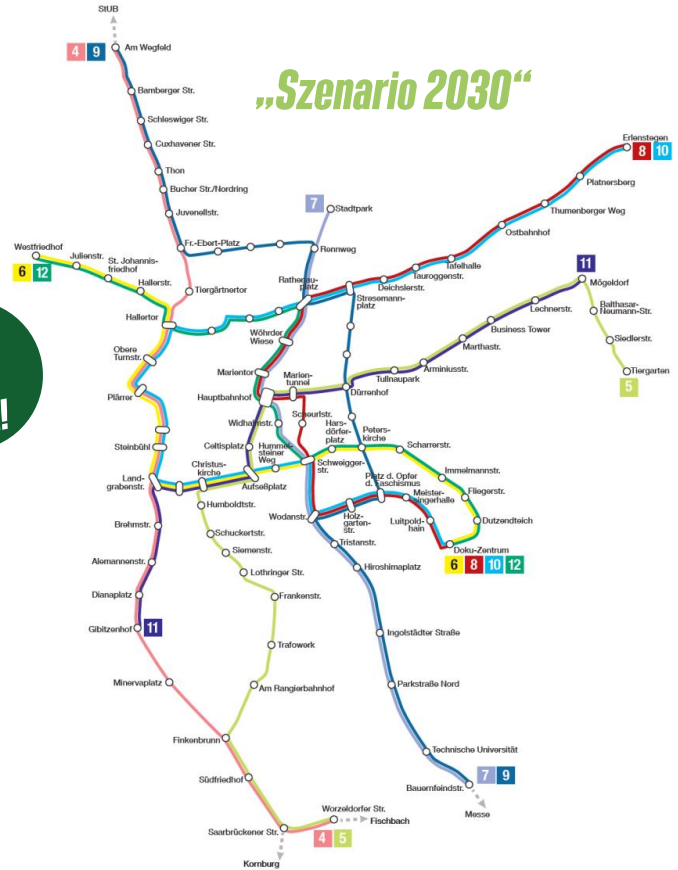 StUB
4 9
Am Wegfeld
„Szenario 2030“
Bamberger Str.
Schleswiger Str.
Cuxhavener Str.
Thon
Bucher Str./Nordring
Juvenellstr.
Fr.-Ebert-Platz
Tiergärtnertor
7
Stadtpark
Rennweg
Erlenstegen
8 10
Platnersberg
Thumenberger Weg
Ostbahnhof
Tafelhalle
Tauroggenstr.
Deichslerstr.
Rathenau-
platz
Stresemann-
platz
Westfriedhof
6 12
Julienstr.
St. Johannis-
friedhof
Hallerstr.
Hallertor
Obere
Turnstr.
Plärrer
Steinbühl
Land-
grabenstr.
!
Wöhrder
Wiese
Marientor
Hauptbahnhof
Marien-
tunnel
11
Mögeldorf
Balthasar-
Neumann-Str.
Siedlerstr.
Tiergarten
5
Lechnerstr.
Business Tower
Marthastr.
Arminiusstr.
Tullnaupark
Dürrenhof
Widhalmstr.
Scheurlstr.
Celtisplatz
Hummel-
steiner
Weg
Hars-
dörfer-
platz
Peters-
kirche
Scharrerstr.
Immelmannstr.
Fliegerstr.
Dutzendteich
Doku-Zentrum
6 8 10 12
Schweigger-
str.
Aufseßplatz
Christus-
kirche
Platz d. Opfer
d. Faschismus
Meister-
singerhalle
Luitpold-
hain
Holz-
garten-
str.
Wodanstr.
Tristanstr.
Hiroshimaplatz
Ingolstädter Straße
Parkstraße Nord
Technische Universität
7 9
Bauernfeindstr.
Messe
Humboldtstr.
Schuckertstr.
Siemenstr.
Lothringer Str.
Frankenstr.
Trafowerk
Am Rangierbahnhof
Brehmstr.
Alemannenstr.
Dianaplatz
Gibitzenhof
11
Minervaplatz
Finkenbrunn
Südfriedhof
Worzeldorfer Str.
Fischbach
4 5
Saarbrückener Str.
Kornburg